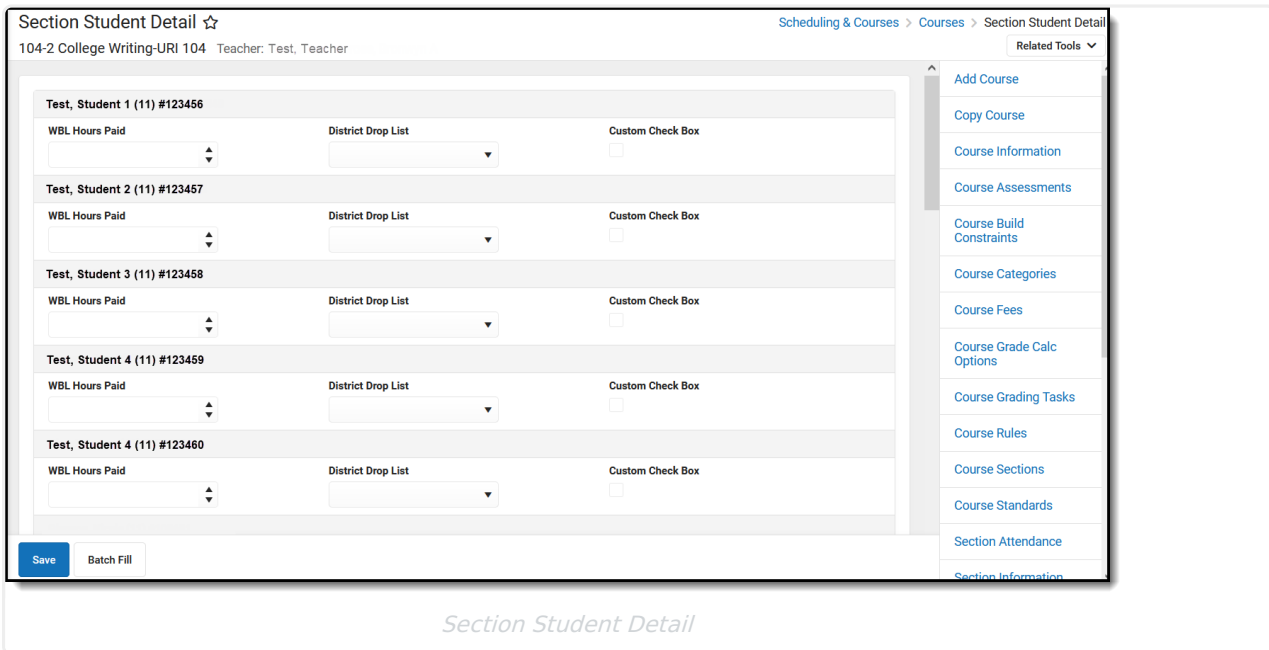 Section Student Detail
Scheduling & Courses > Courses > Section Student Detail
104-2 College Writing-URI 104 Teacher: Test, Teacher
Related Tools
Test, Student 1 (11) #123456
WBL Hours Paid District Drop List Custom Check Box
Test, Student 2 (11) #123457
WBL Hours Paid District Drop List Custom Check Box
Test, Student 3 (11) #123458
WBL Hours Paid District Drop List Custom Check Box
Test, Student 4 (11) #123459
WBL Hours Paid District Drop List Custom Check Box
Test, Student 4 (11) #123460
WBL Hours Paid District Drop List Custom Check Box
Save Batch Fill
Add Course
Copy Course
Course Information
Course Assessments
Course Build
Constraints
Course Categories
Course Fees
Course Grade Calc
Options
Course Grading Tasks
Course Rules
Course Sections
Course Standards
Section Attendance
Section Information
Section Student Detail